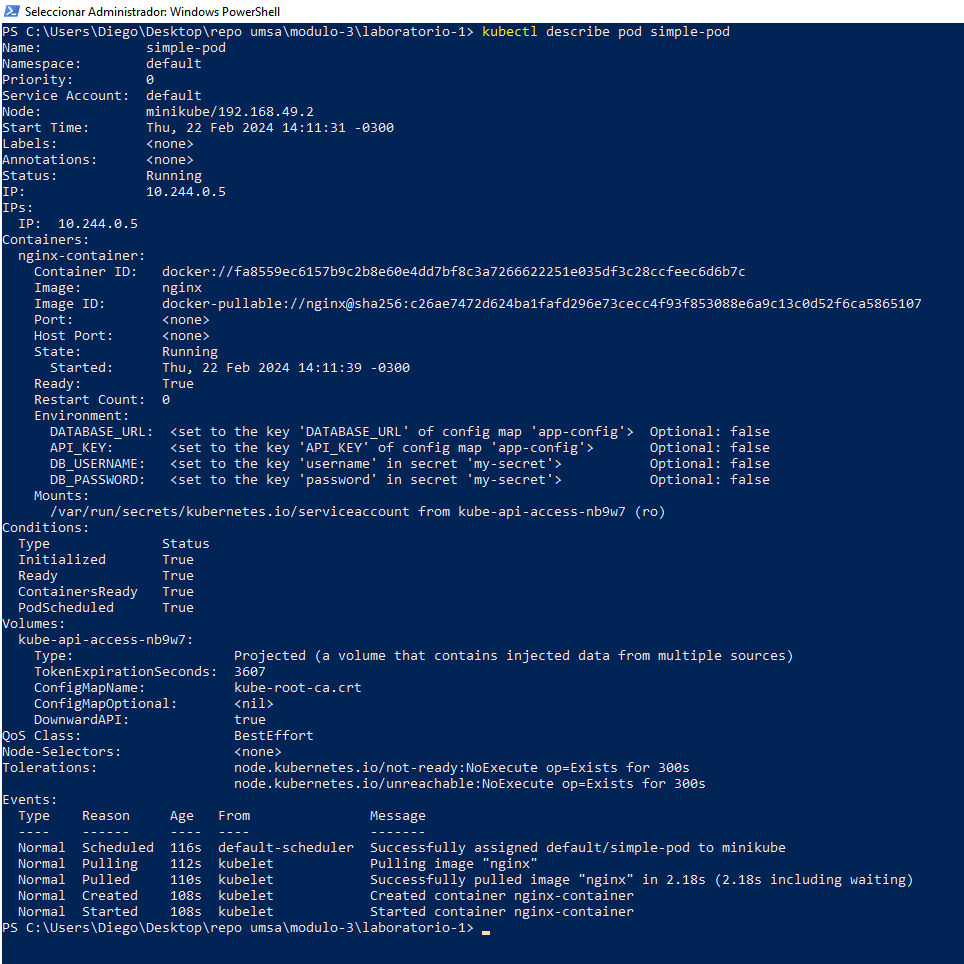 Seleccionar Administrador: Windows PowerShell
PS C:\Users\Diego\Desktop\repo umsa\modulo-3\laboratorio-1> kubectl describe pod simple-pod
Name:             simple-pod
Namespace:        default
Priority:         0
Service Account:  default
Node:             minikube/192.168.49.2
Start Time:       Thu, 22 Feb 2024 14:11:31 -0300
Labels:           <none>
Annotations:      <none>
Status:           Running
IP:               10.244.0.5
IPs:
  IP:  10.244.0.5
Containers:
  nginx-container:
    Container ID:   docker://fa8559ec6157b9c2b8e60e4dd7bf8c3a7266622251e035df3c28ccfeec6d6b7c
    Image:          nginx
    Image ID:       docker-pullable://nginx@sha256:c26ae7472d624ba1fafd296e73cecc4f93f853088e6a9c13c0d52f6ca5865107
    Port:           <none>
    Host Port:      <none>
    State:          Running
      Started:      Thu, 22 Feb 2024 14:11:39 -0300
    Ready:          True
    Restart Count:  0
    Environment:
      DATABASE_URL:  <set to the key 'DATABASE_URL' of config map 'app-config'>  Optional: false
      API_KEY:       <set to the key 'API_KEY' of config map 'app-config'>       Optional: false
      DB_USERNAME:   <set to the key 'username' in secret 'my-secret'>           Optional: false
      DB_PASSWORD:   <set to the key 'password' in secret 'my-secret'>           Optional: false
    Mounts:
      /var/run/secrets/kubernetes.io/serviceaccount from kube-api-access-nb9w7 (ro)
Conditions:
  Type              Status
  Initialized       True
  Ready             True
  ContainersReady   True
  PodScheduled      True
Volumes:
  kube-api-access-nb9w7:
    Type:                    Projected (a volume that contains injected data from multiple sources)
    TokenExpirationSeconds:  3607
    ConfigMapName:           kube-root-ca.crt
    ConfigMapOptional:       <nil>
    DownwardAPI:             true
QoS Class:                   BestEffort
Node-Selectors:              <none>
Tolerations:                 node.kubernetes.io/not-ready:NoExecute op=Exists for 300s
                             node.kubernetes.io/unreachable:NoExecute op=Exists for 300s
Events:
  Type    Reason     Age   From               Message
  ----    ------     ----  ----               -------
  Normal  Scheduled  116s  default-scheduler  Successfully assigned default/simple-pod to minikube
  Normal  Pulling    112s  kubelet            Pulling image "nginx"
  Normal  Pulled     110s  kubelet            Successfully pulled image "nginx" in 2.18s (2.18s including waiting)
  Normal  Created    108s  kubelet            Created container nginx-container
  Normal  Started    108s  kubelet            Started container nginx-container
PS C:\Users\Diego\Desktop\repo umsa\modulo-3\laboratorio-1>